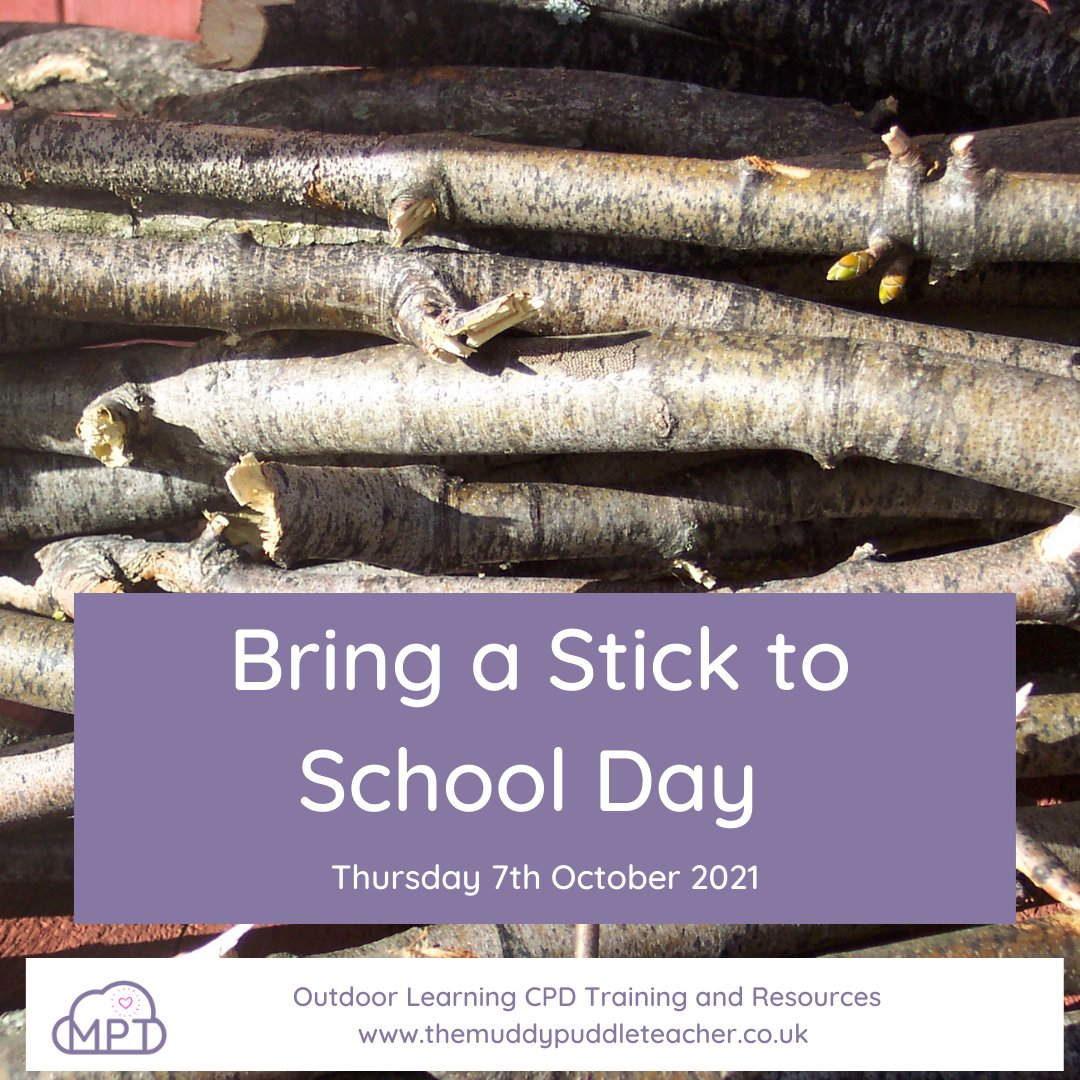 Bring a Stick to
School Day
Thursday 7th October 2021
MPT
Outdoor Learning CPD Training and Resources
www.themuddypuddleteacher.co.uk